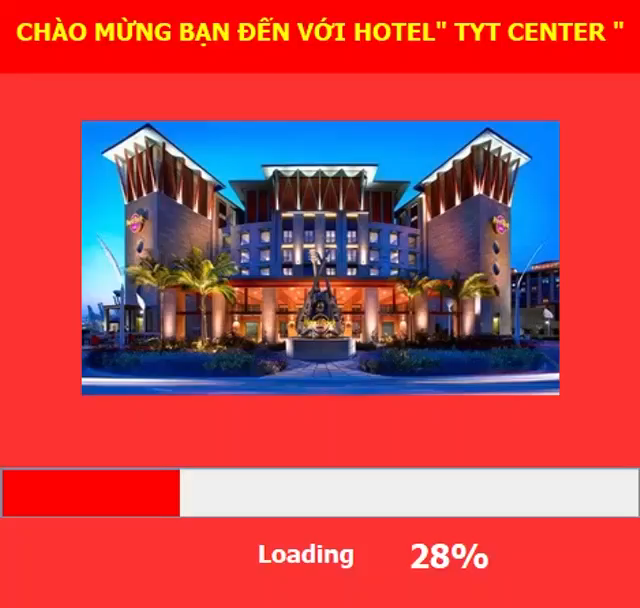 CHÀO MỪNG BẠN ĐẾN VỚI HOTEL" TYT CENTER "
Loading 28%